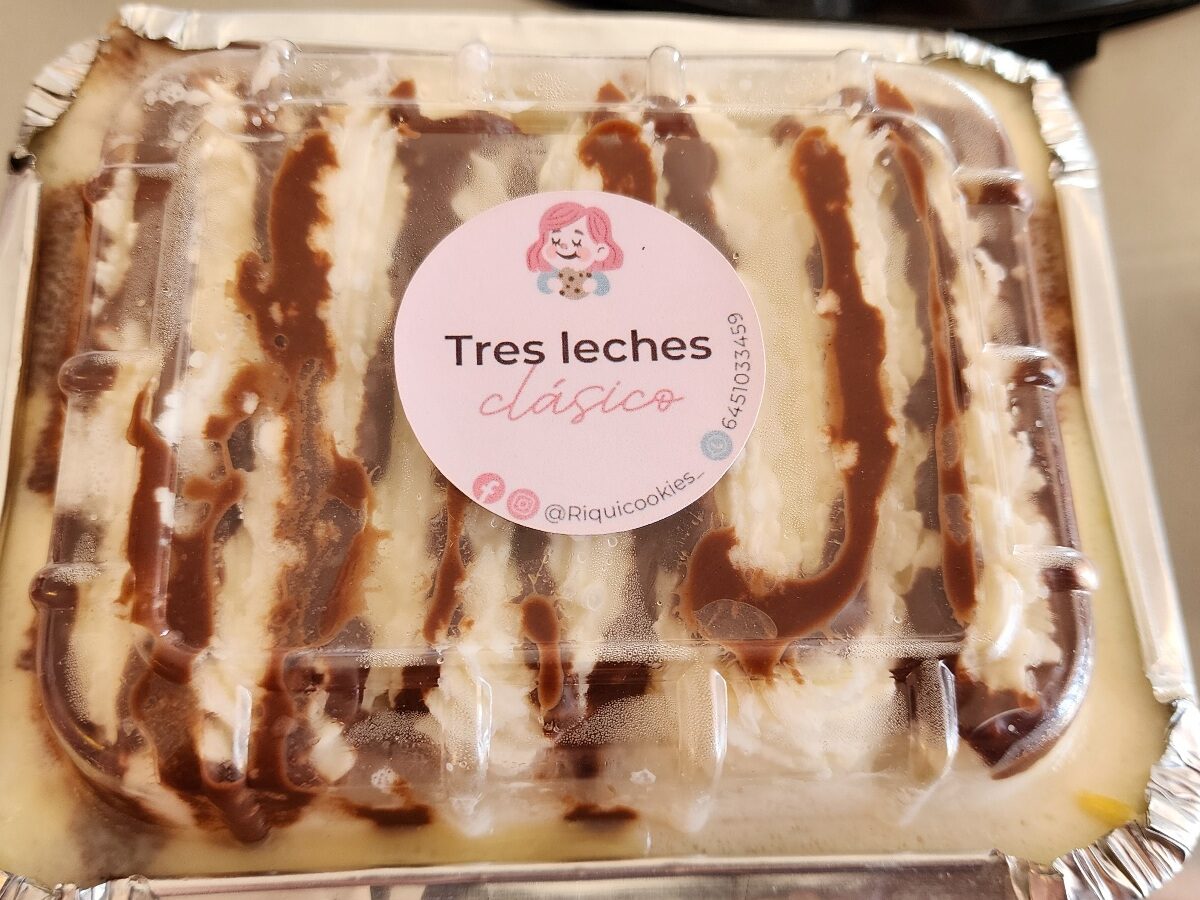 Tres leches
clásico
@Riquicookies_
6451033459